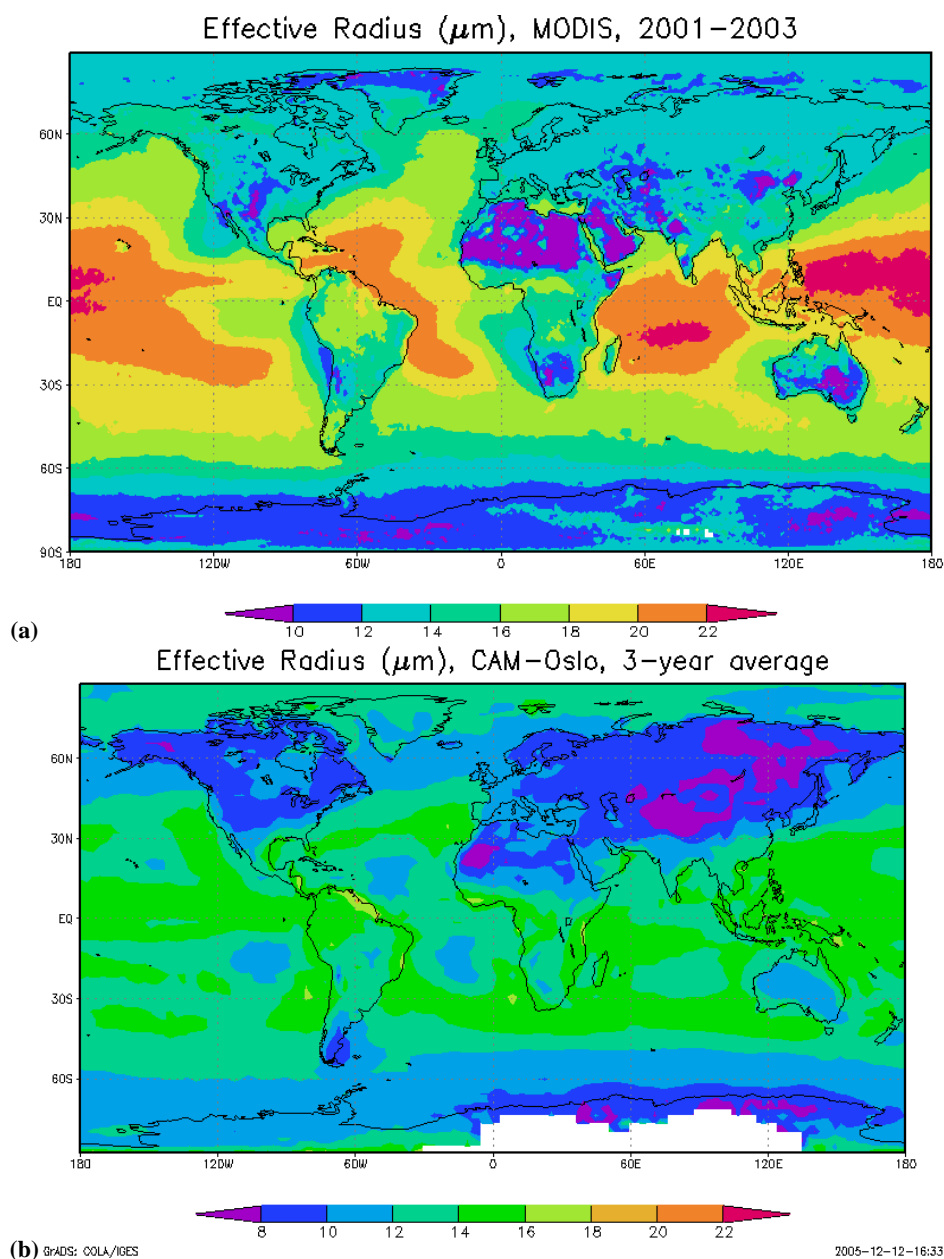 Effective Radius (μm), MODIS, 2001−2003
60N
30N
EQ
30S
60S
90S
180 120W 60W 0 60E 120E 180
10 12 14 16 18 20 22
(a)
Effective Radius (μm), CAM−Oslo, 3−year average
60N
30N
EQ
30S
60S
180 120W 60W 0 60E 120E 180
8 10 12 14 16 18 20 22
(b) GrADS: COLA/IGES 2005−12−12−16:33